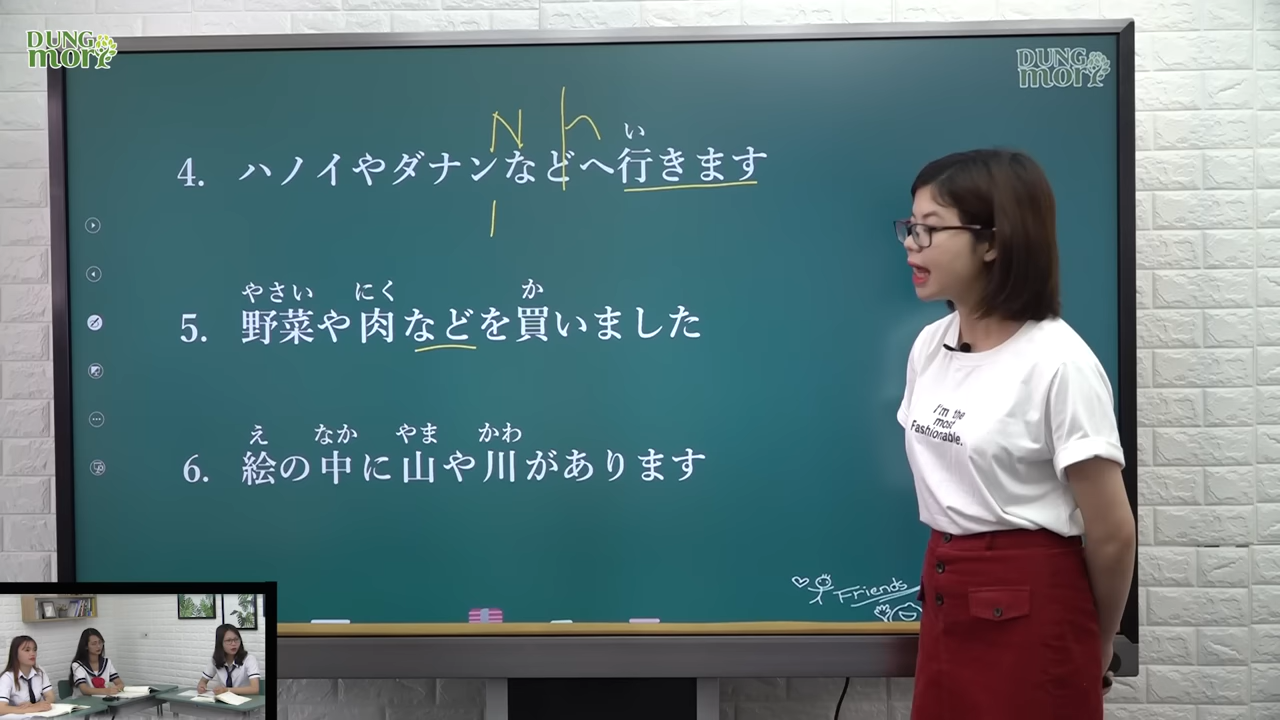 DUNG
mori
DUNG
mori
N h
い
4. ハノイやダナンなどへ行きます
やさい にく か
5. 野菜や肉などを買いました
え なか やま かわ
6. 絵の中に山や川があります
I'm the
most
Fashionable.
Friends